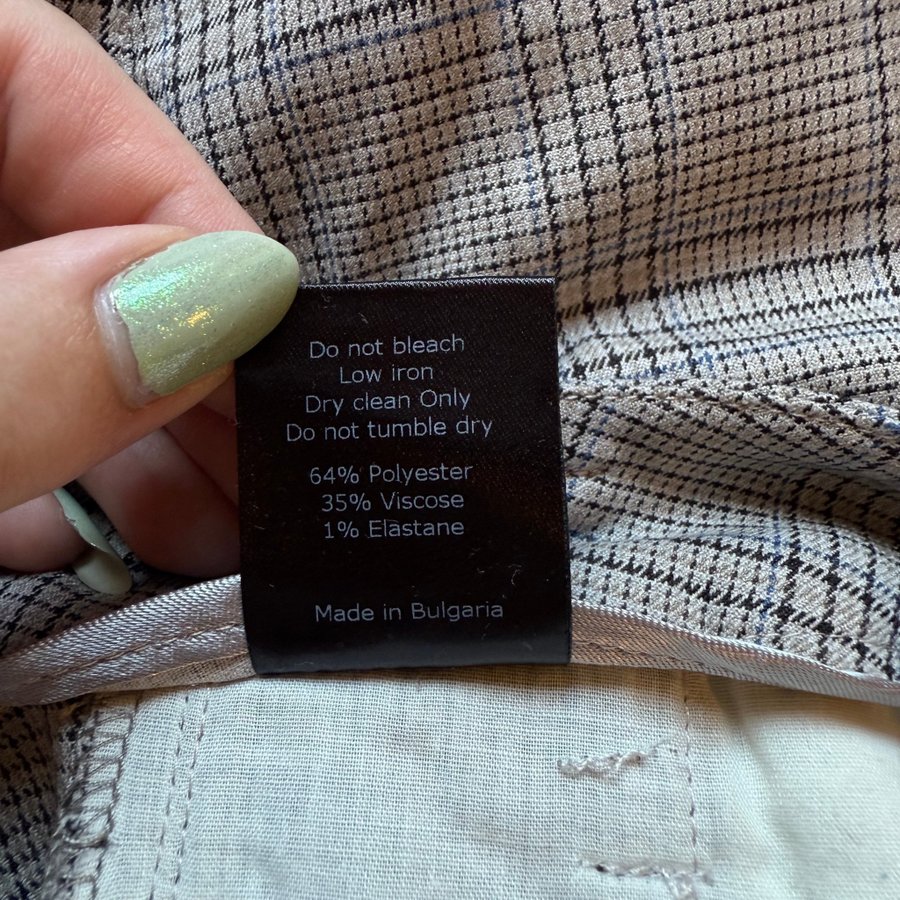 Do not bleach
Low iron
Dry clean Only
Do not tumble dry
64% Polyester
35% Viscose
1% Elastane
Made in Bulgaria